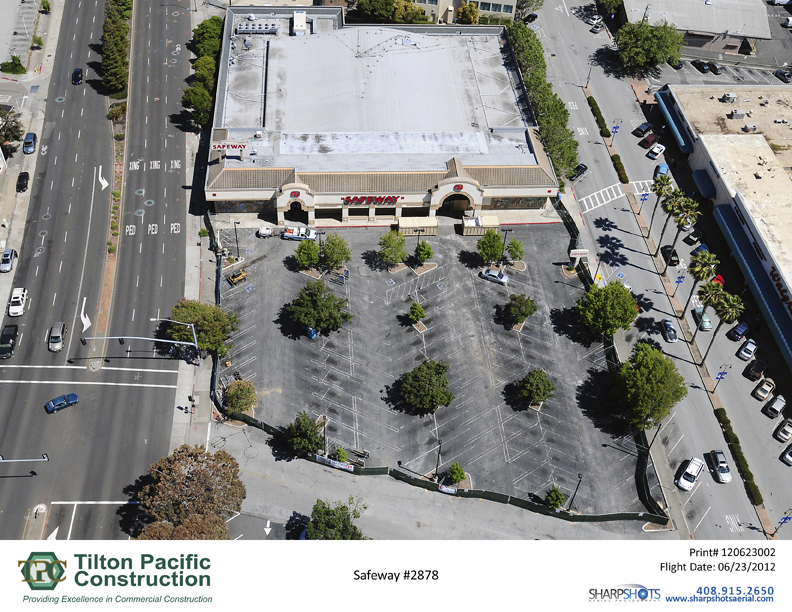 SAFEWAY
SAFEWAY
XING XING XING
PED PED PED
Tilton Pacific
Construction
Providing Excellence in Commercial Construction
Safeway #2878
Print# 120623002
Flight Date: 06/23/2012
SHARPSHOTS
408.915.2650
www.sharpshotsaerial.com